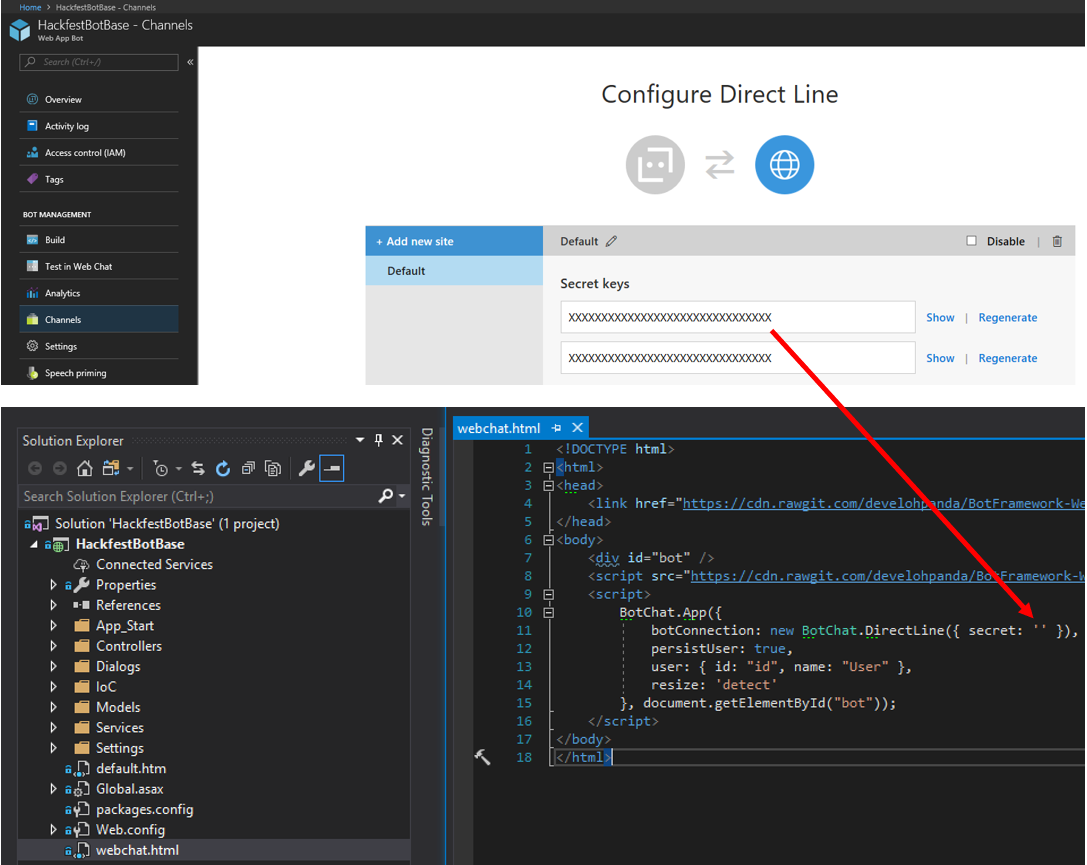 Home > HackfestBotBase - Channels
HackfestBotBase - Channels
Web App Bot
Search (Ctrl+/)
«
Overview
Activity log
Access control (IAM)
Tags
BOT MANAGEMENT
Build
Test in Web Chat
Analytics
Channels
Settings
Speech priming
Configure Direct Line
+ Add new site
Default
Default
Disable
|
Secret keys
XXXXXXXXXXXXXXXXXXXXXXXXXXXXXXX Show | Regenerate
XXXXXXXXXXXXXXXXXXXXXXXXXXXXXXX Show | Regenerate
Solution Explorer
Search Solution Explorer (Ctrl+;)
Solution 'HackfestBotBase' (1 project)
HackfestBotBase
Connected Services
Properties
References
App_Start
Controllers
Dialogs
IoC
Models
Services
Settings
default.htm
Global.asax
packages.config
Web.config
webchat.html
Diagnostic Tools
webchat.html
1 <!DOCTYPE html>
2 <html>
3 <head>
4 <link href="https://cdn.rawgit.com/develohpanda/BotFramework-We
5 </head>
6 <body>
7 <div id="bot" />
8 <script src="https://cdn.rawgit.com/develohpanda/BotFramework-W
9 <script>
10 BotChat.App({
11 botConnection: new BotChat.DirectLine({ secret: '' }),
12 persistUser: true,
13 user: { id: "id", name: "User" },
14 resize: 'detect'
15 }, document.getElementById("bot"));
16 </script>
17 </body>
18 </html>